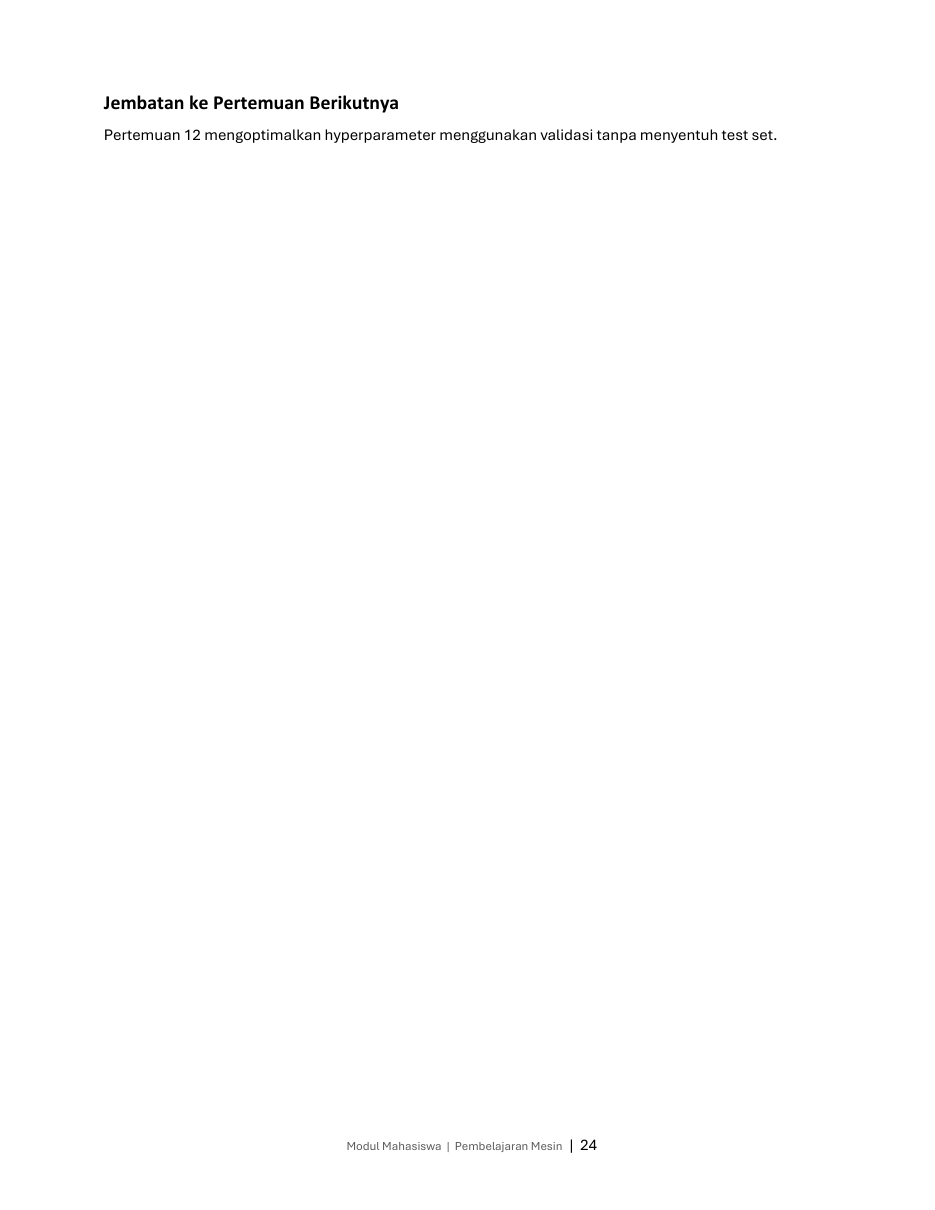 Jembatan ke Pertemuan Berikutnya
Pertemuan 12 mengoptimalkan hyperparameter menggunakan validasi tanpa menyentuh test set.
Modul Mahasiswa | Pembelajaran Mesin | 24